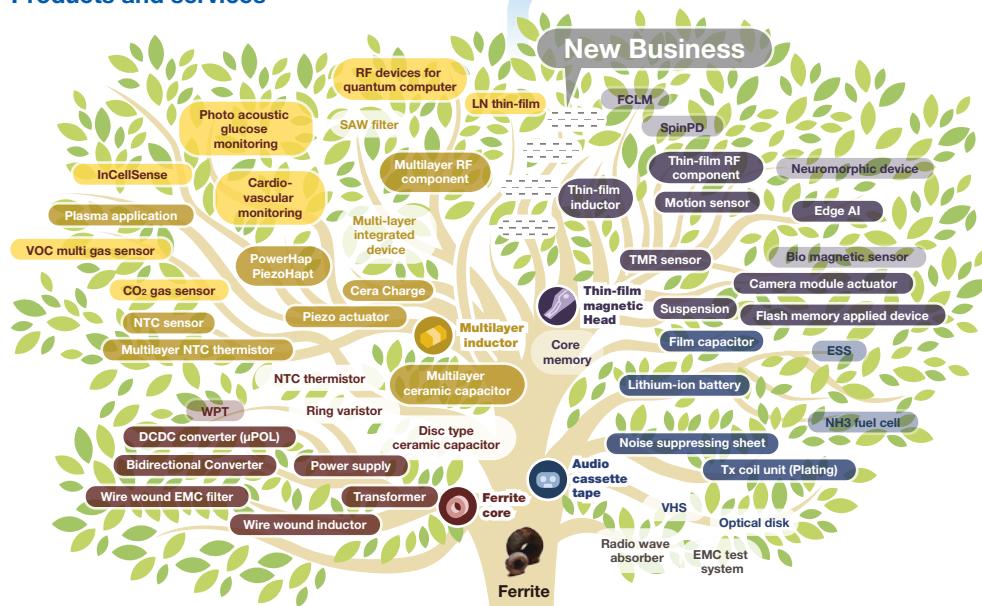 Products and services
New Business
RF devices for
quantum computer
LN thin-film
FCLM
Photo acoustic
glucose
monitoring
SAW filter
SpinPD
Multilayer RF
component
Thin-film RF
component
Neuromorphic device
InCellSense
Cardio-
vascular
monitoring
Thin-film
inductor
Motion sensor
Edge AI
Plasma application
Multi-layer
integrated
device
VOC multi gas sensor
PowerHap
PiezoHapt
TMR sensor
Bio magnetic sensor
CO2 gas sensor
Cera Charge
Thin-film
magnetic
Head
Camera module actuator
NTC sensor
Piezo actuator
Suspension
Flash memory applied device
Multilayer
inductor
Core
memory
Film capacitor
ESS
Multilayer NTC thermistor
NTC thermistor
Multilayer
ceramic capacitor
Lithium-ion battery
WPT
Ring varistor
NH3 fuel cell
DCDC converter (μPOL)
Disc type
ceramic capacitor
Noise suppressing sheet
Bidirectional Converter
Power supply
Audio
cassette
tape
Tx coil unit (Plating)
Wire wound EMC filter
Transformer
Ferrite
core
VHS
Wire wound inductor
Optical disk
Radio wave
absorber
EMC test
system
Ferrite